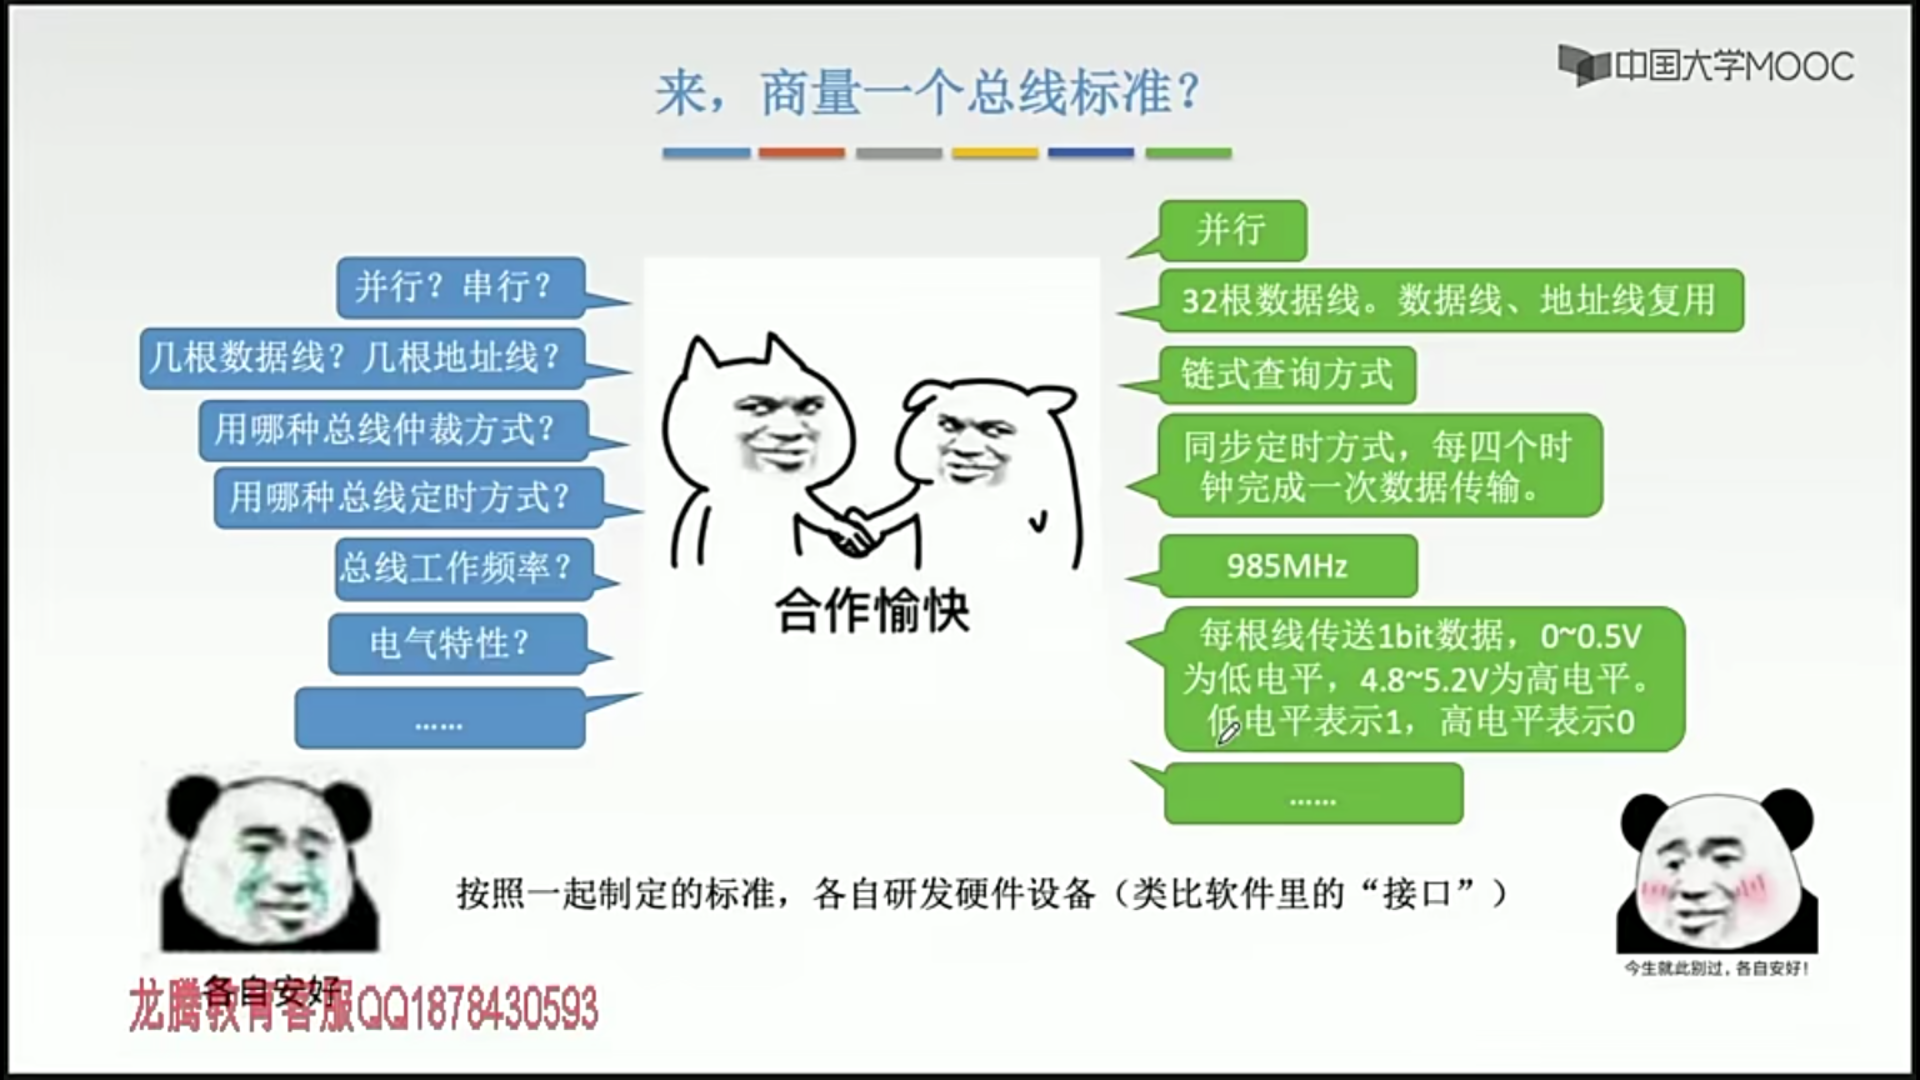 来，商量一个总线标准？
中国大学MOOC
并行？串行？
几根数据线？几根地址线？
用哪种总线仲裁方式？
用哪种总线定时方式？
总线工作频率？
电气特性？
……
合作愉快
并行
32根数据线。数据线、地址线复用
链式查询方式
同步定时方式，每四个时
钟完成一次数据传输。
985MHz
每根线传送1bit数据，0~0.5V
为低电平，4.8~5.2V为高电平。
低电平表示1，高电平表示0
……
按照一起制定的标准，各自研发硬件设备（类比软件里的“接口”）
各自安好
龙腾教育客服QQ1878430593
今生就此别过，各自安好！